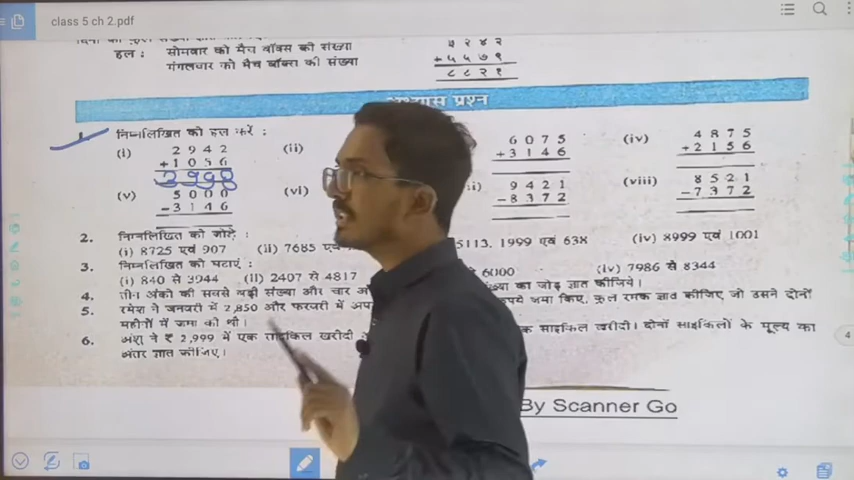 class 5 ch 2.pdf
हल : सोमवार को मैच बॉक्स की संख्या ५२४२
मंगलवार को मैच बॉक्स की संख्या
८८२१
अभ्यास प्रश्न
1. निम्नलिखित को हल करें :
(i) 2942 (ii) 6075 (iv) 4875
+1036 +3146 +2156
3998
(v) 5000 (vi) 9421 (viii) 8521
-3146 -8372 -7372
2. निम्नलिखित को जोड़ें :
(i) 8725 एवं 907 (ii) 7685 5113, 1999 एवं 638 (iv) 8999 एवं 1001
3. निम्नलिखित को घटाएं :
(i) 840 से 3944 (II) 2407 से 4817 6000 (iv) 7986 से 8344
4. तीन अंकों की सबसे बड़ी संख्या और चार का जोड़ ज्ञात कीजिये।
5. रमेश ने जनवरी में 2,850 और फरवरी में जमा किए, कुल रकम ज्ञात कीजिए जो उसने दोनों
महीनों में जमा की थी।
6. अंशु ने ₹ 2,999 में एक साइकिल खरीदी एक साइकिल खरीदी। दोनों साइकिलों के मूल्य का
अंतर ज्ञात कीजिए।
By Scanner Go
4